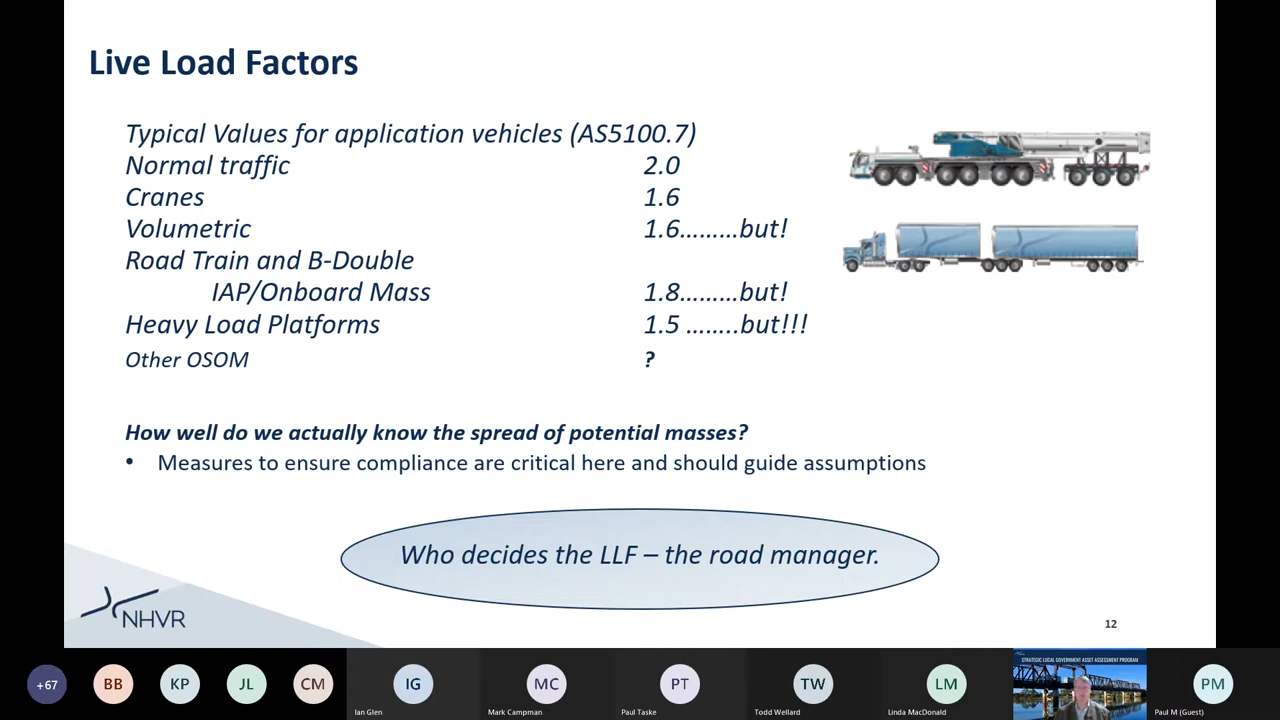 Live Load Factors
Typical Values for application vehicles (AS5100.7)
Normal traffic 2.0
Cranes 1.6
Volumetric 1.6.........but!
Road Train and B-Double
IAP/Onboard Mass 1.8.........but!
Heavy Load Platforms 1.5 ........but!!!
Other OSOM ?
How well do we actually know the spread of potential masses?
• Measures to ensure compliance are critical here and should guide assumptions
Who decides the LLF – the road manager.
NHVR
12
+67 BB KP JL CM IG MC PT TW LM PM
STRATEGIC LOCAL GOVERNMENT ASSET ASSESSMENT PROGRAM
Ian Glen Mark Campman Paul Taske Todd Wellard Linda MacDonald Paul M (Guest)